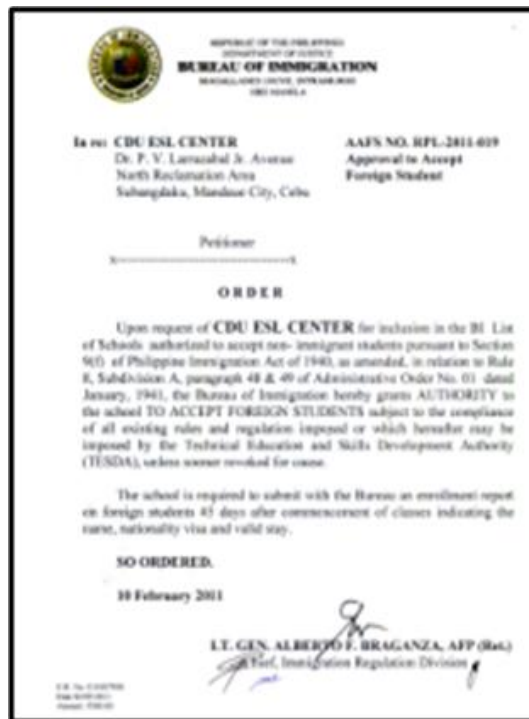 REPUBLIC OF THE PHILIPPINES
DEPARTMENT OF JUSTICE
BUREAU OF IMMIGRATION
MAGALLANES DRIVE, INTRAMUROS
1002 MANILA
In re: CDU ESL CENTER
Dr. P. V. Larrazabal Jr. Avenue
North Reclamation Area
Subangdaku, Mandaue City, Cebu
AAFS NO. RPL-2011-019
Approval to Accept
Foreign Student
Petitioner
x----------------------------------x
O R D E R
Upon request of CDU ESL CENTER for inclusion in the BI List
of Schools authorized to accept non- immigrant students pursuant to Section
9(f) of Philippine Immigration Act of 1940, as amended, in relation to Rule
8, Subdivision A, paragraph 48 & 49 of Administrative Order No. 01 dated
January, 1941, the Bureau of Immigration hereby grants AUTHORITY to
the school TO ACCEPT FOREIGN STUDENTS subject to the compliance
of all existing rules and regulation imposed or which hereafter may be
imposed by the Technical Education and Skills Development Authority
(TESDA), unless sooner revoked for cause.
The school is required to submit with the Bureau an enrollment report
on foreign students 45 days after commencement of classes indicating the
name, nationality visa and valid stay.
SO ORDERED.
10 February 2011
LT. GEN. ALBERTO F. BRAGANZA, AFP (Ret.)
Chief, Immigration Regulation Division